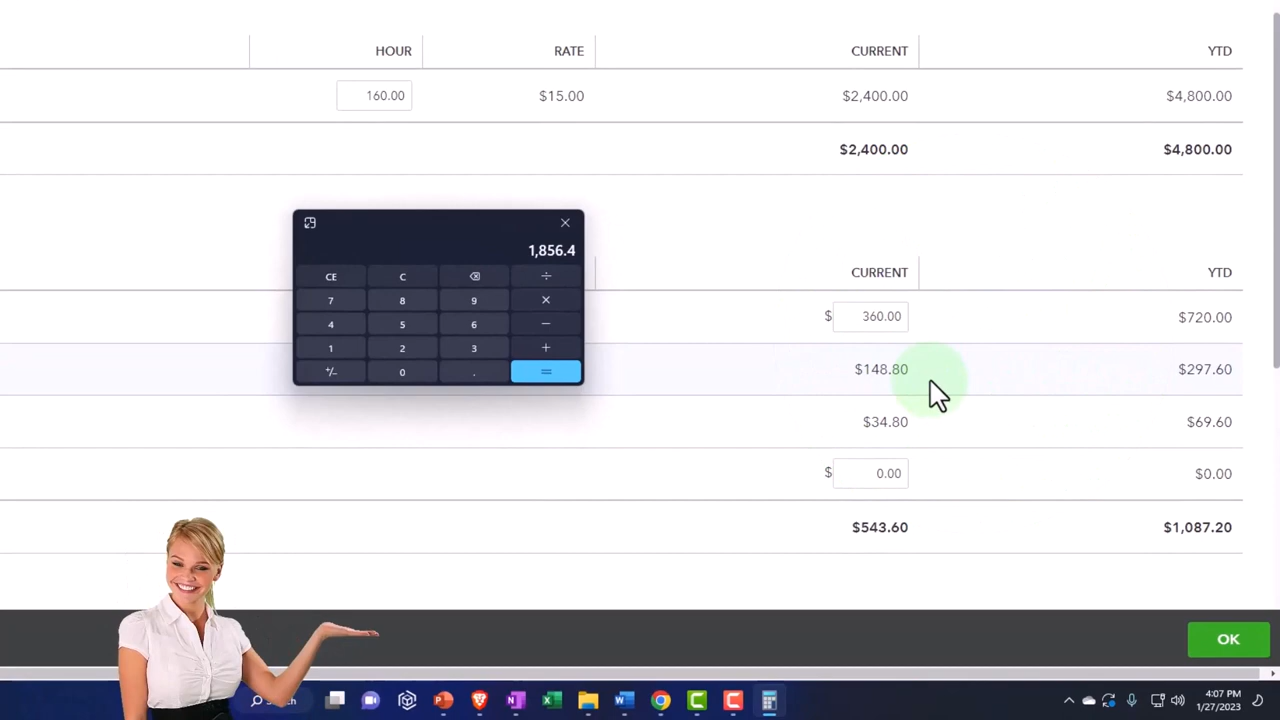 HOUR RATE CURRENT YTD
160.00 $15.00 $2,400.00 $4,800.00
$2,400.00 $4,800.00
1,856.4
CE C ÷
7 8 9 ×
4 5 6 −
1 2 3 +
+/− 0 . =
CURRENT YTD
$ 360.00 $720.00
$148.80 $297.60
$34.80 $69.60
$ 0.00 $0.00
$543.60 $1,087.20
OK
4:07 PM
1/27/2023